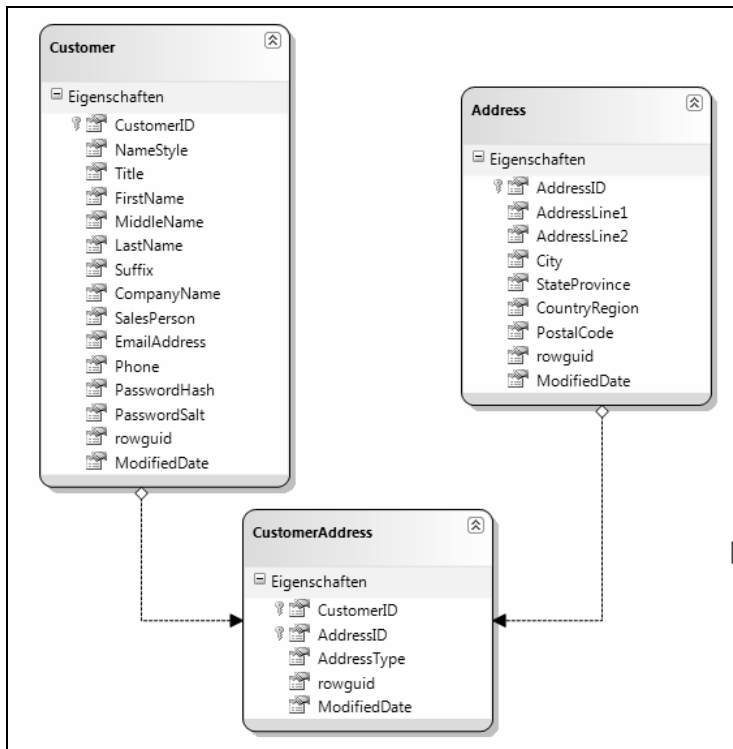 Customer
Eigenschaften
CustomerID
NameStyle
Title
FirstName
MiddleName
LastName
Suffix
CompanyName
SalesPerson
EmailAddress
Phone
PasswordHash
PasswordSalt
rowguid
ModifiedDate
Address
Eigenschaften
AddressID
AddressLine1
AddressLine2
City
StateProvince
CountryRegion
PostalCode
rowguid
ModifiedDate
CustomerAddress
Eigenschaften
CustomerID
AddressID
AddressType
rowguid
ModifiedDate